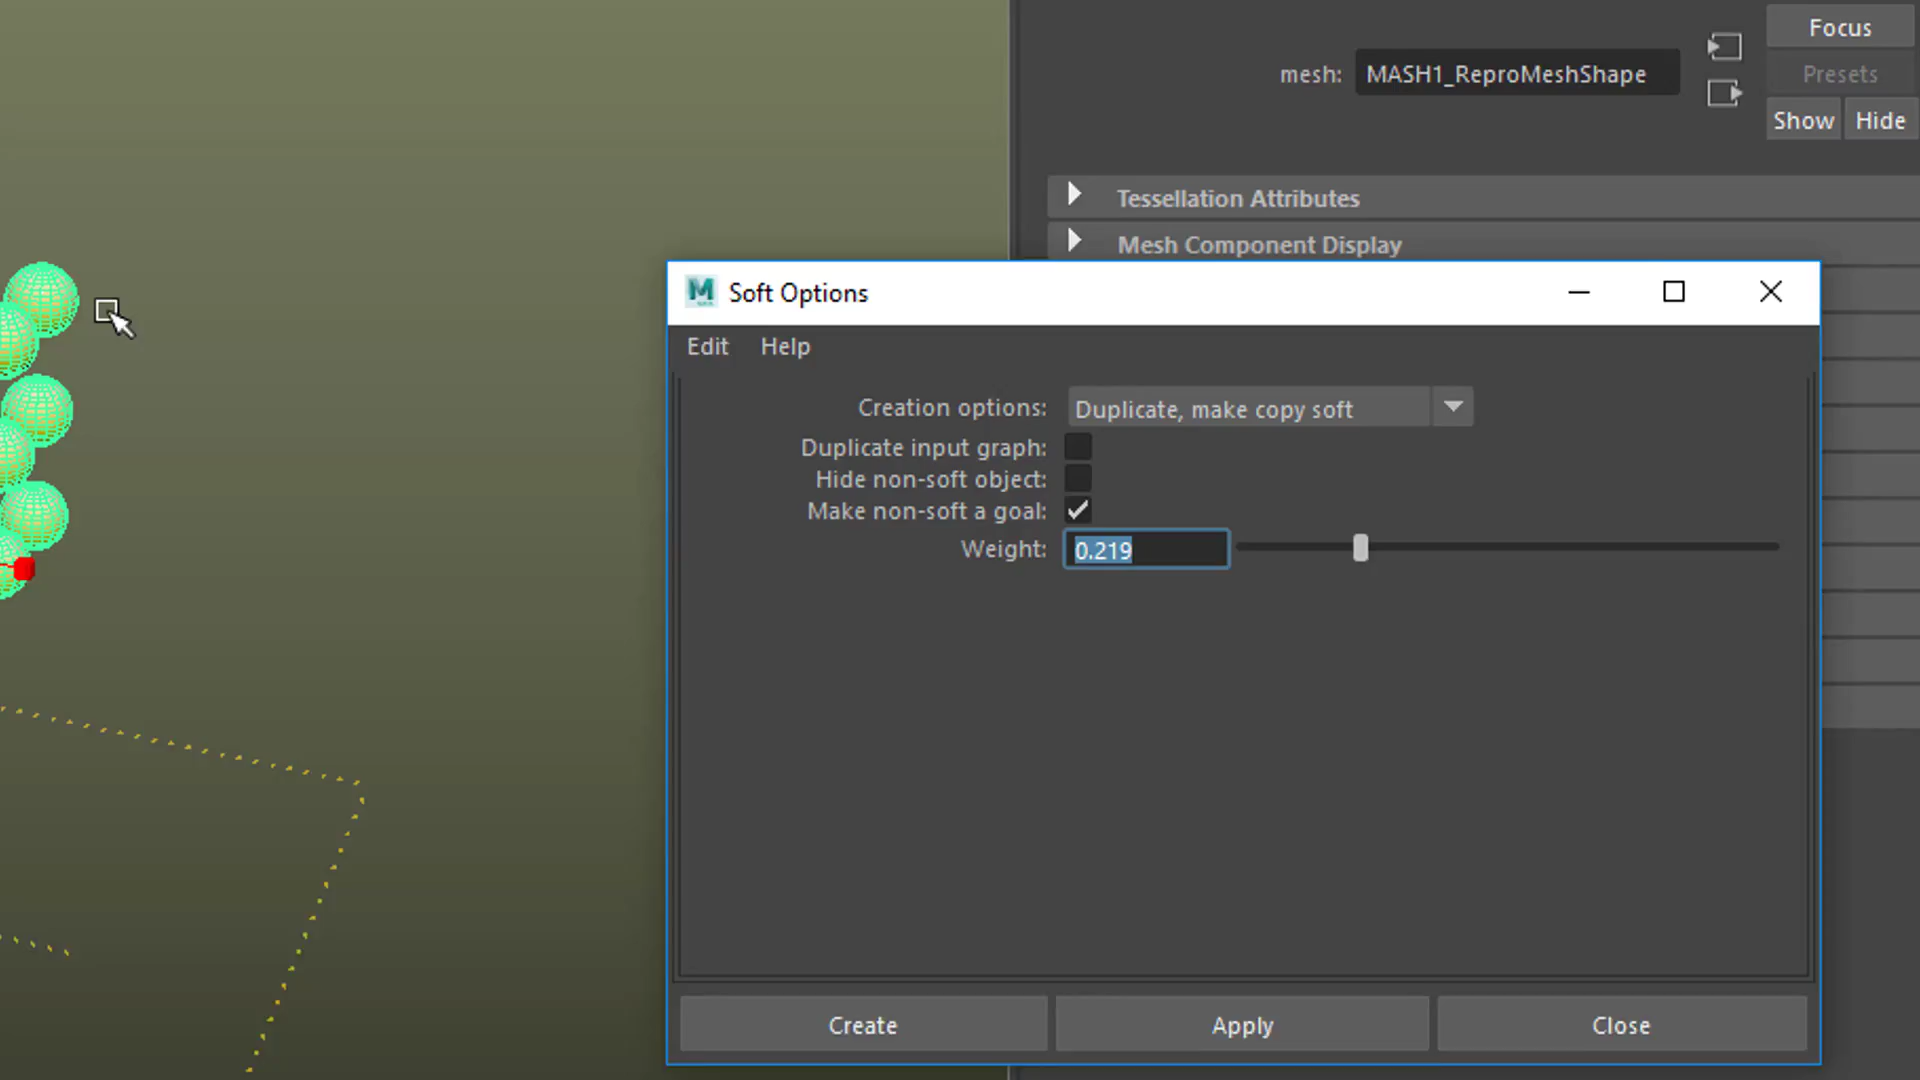 Focus
mesh: MASH1_ReproMeshShape
Presets
Show Hide
Tessellation Attributes
Mesh Component Display
Soft Options
Edit Help
Creation options: Duplicate, make copy soft
Duplicate input graph:
Hide non-soft object:
Make non-soft a goal:
Weight: 0.219
Create Apply Close